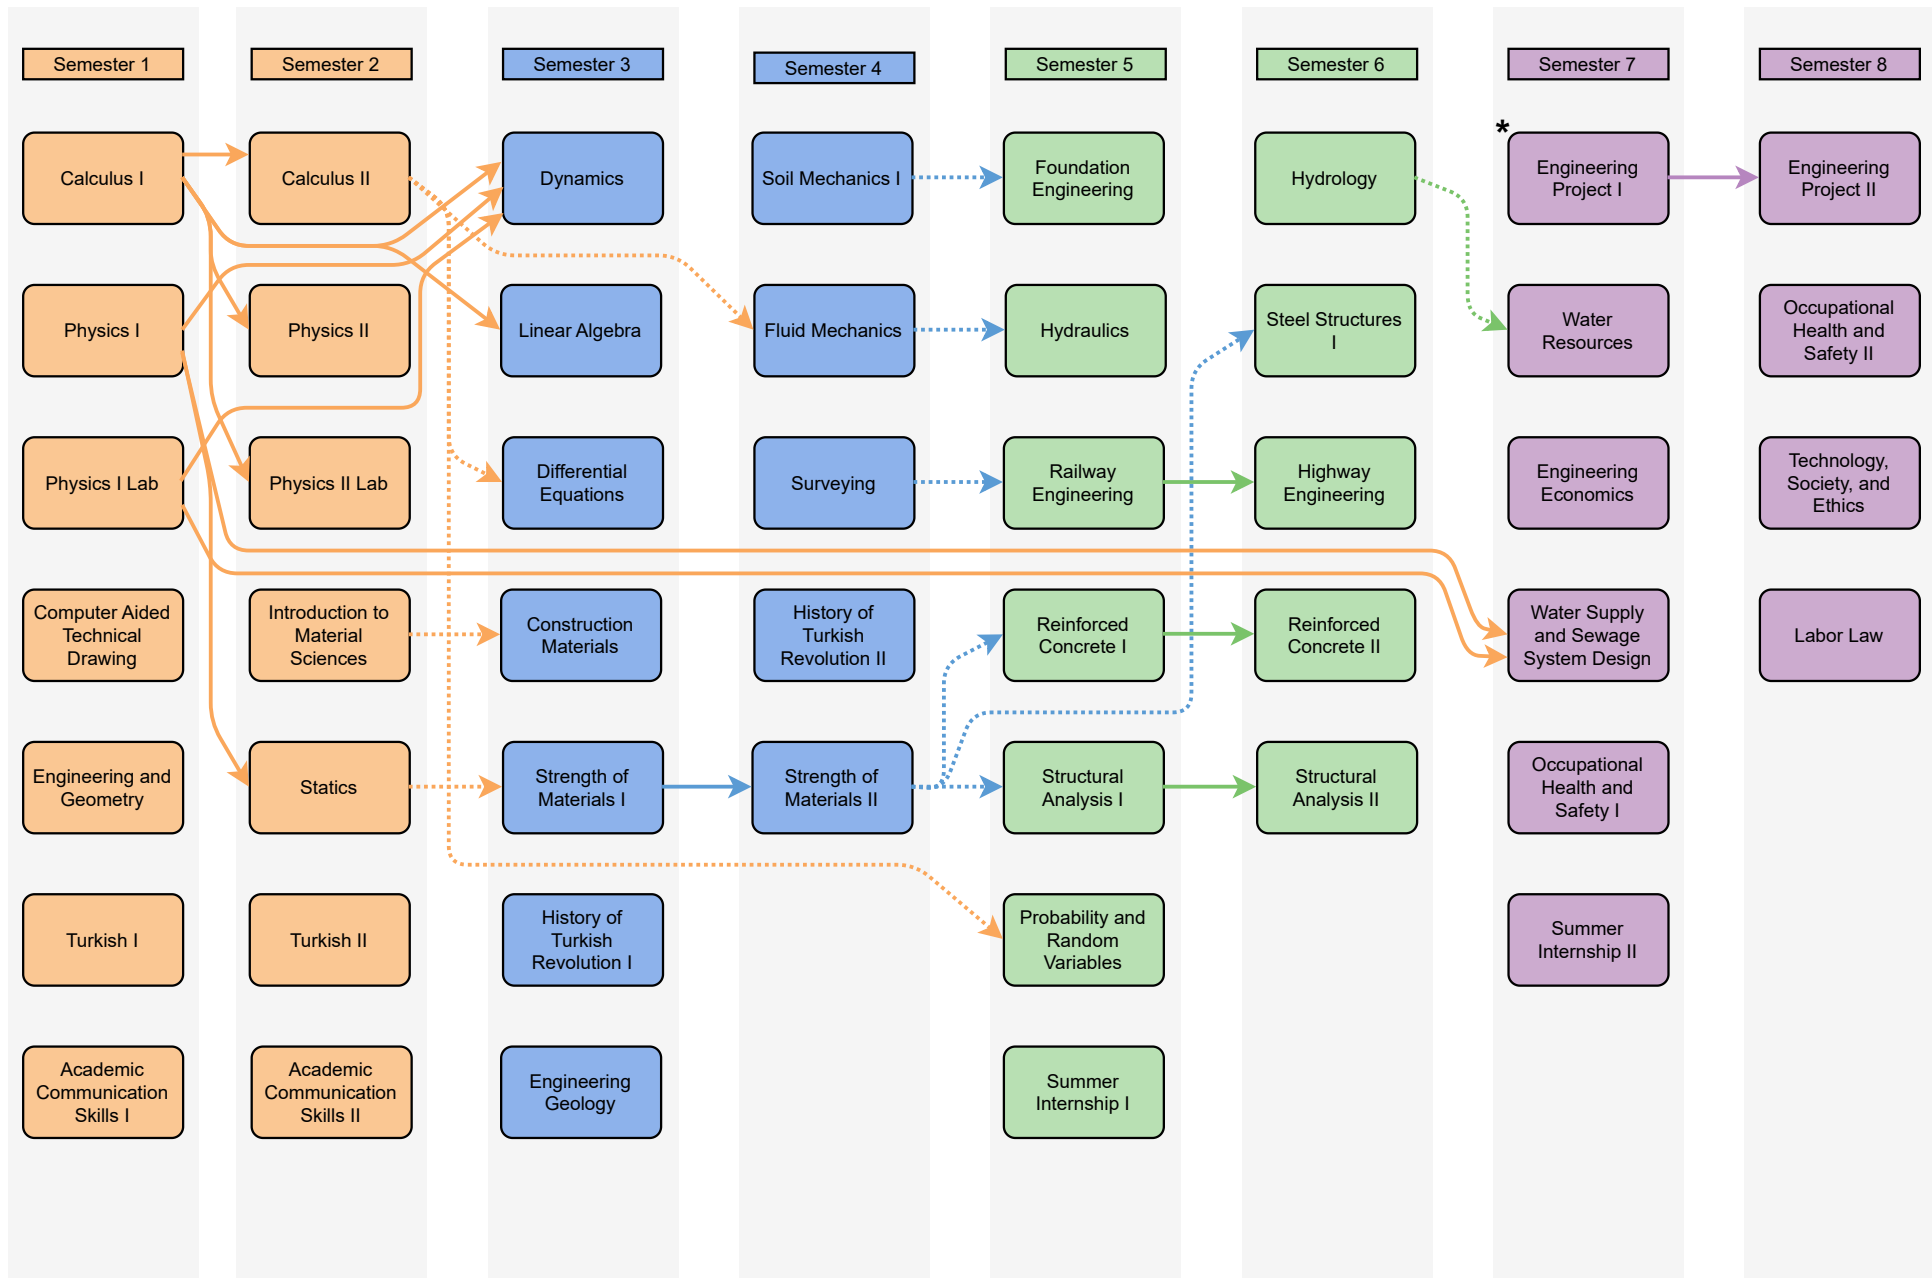 Semester 1
Semester 2
Semester 3
Semester 4
Semester 5
Semester 6
Semester 7
Semester 8
Calculus I
Calculus II
Dynamics
Soil Mechanics I
Foundation
Engineering
Hydrology
*
Engineering
Project I
Engineering
Project II
Physics I
Physics II
Linear Algebra
Fluid Mechanics
Hydraulics
Steel Structures
I
Water
Resources
Occupational
Health and
Safety II
Physics I Lab
Physics II Lab
Differential
Equations
Surveying
Railway
Engineering
Highway
Engineering
Engineering
Economics
Technology,
Society, and
Ethics
Computer Aided
Technical
Drawing
Introduction to
Material
Sciences
Construction
Materials
History of
Turkish
Revolution II
Reinforced
Concrete I
Reinforced
Concrete II
Water Supply
and Sewage
System Design
Labor Law
Engineering and
Geometry
Statics
Strength of
Materials I
Strength of
Materials II
Structural
Analysis I
Structural
Analysis II
Occupational
Health and
Safety I
Turkish I
Turkish II
History of
Turkish
Revolution I
Probability and
Random
Variables
Summer
Internship II
Academic
Communication
Skills I
Academic
Communication
Skills II
Engineering
Geology
Summer
Internship I